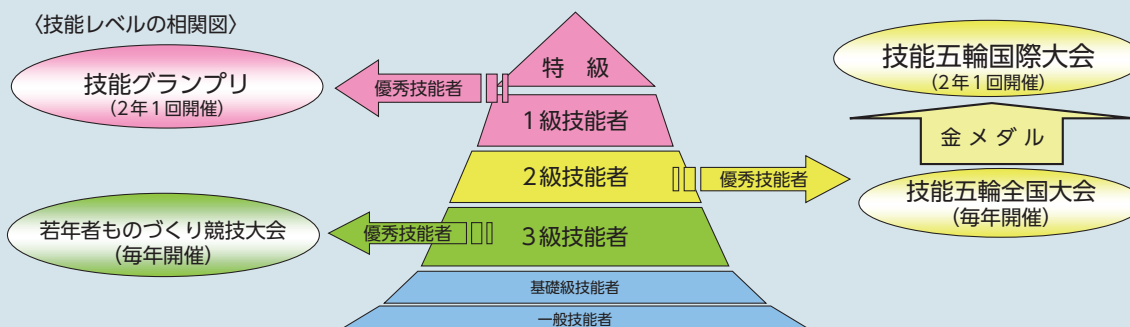 〈技能レベルの相関図〉
技能グランプリ
(2年1回開催)
優秀技能者
特 級
1級技能者
2級技能者
優秀技能者
技能五輪国際大会
(2年1回開催)
金メダル
技能五輪全国大会
(毎年開催)
若年者ものづくり競技大会
(毎年開催)
優秀技能者
3級技能者
基礎級技能者
一般技能者